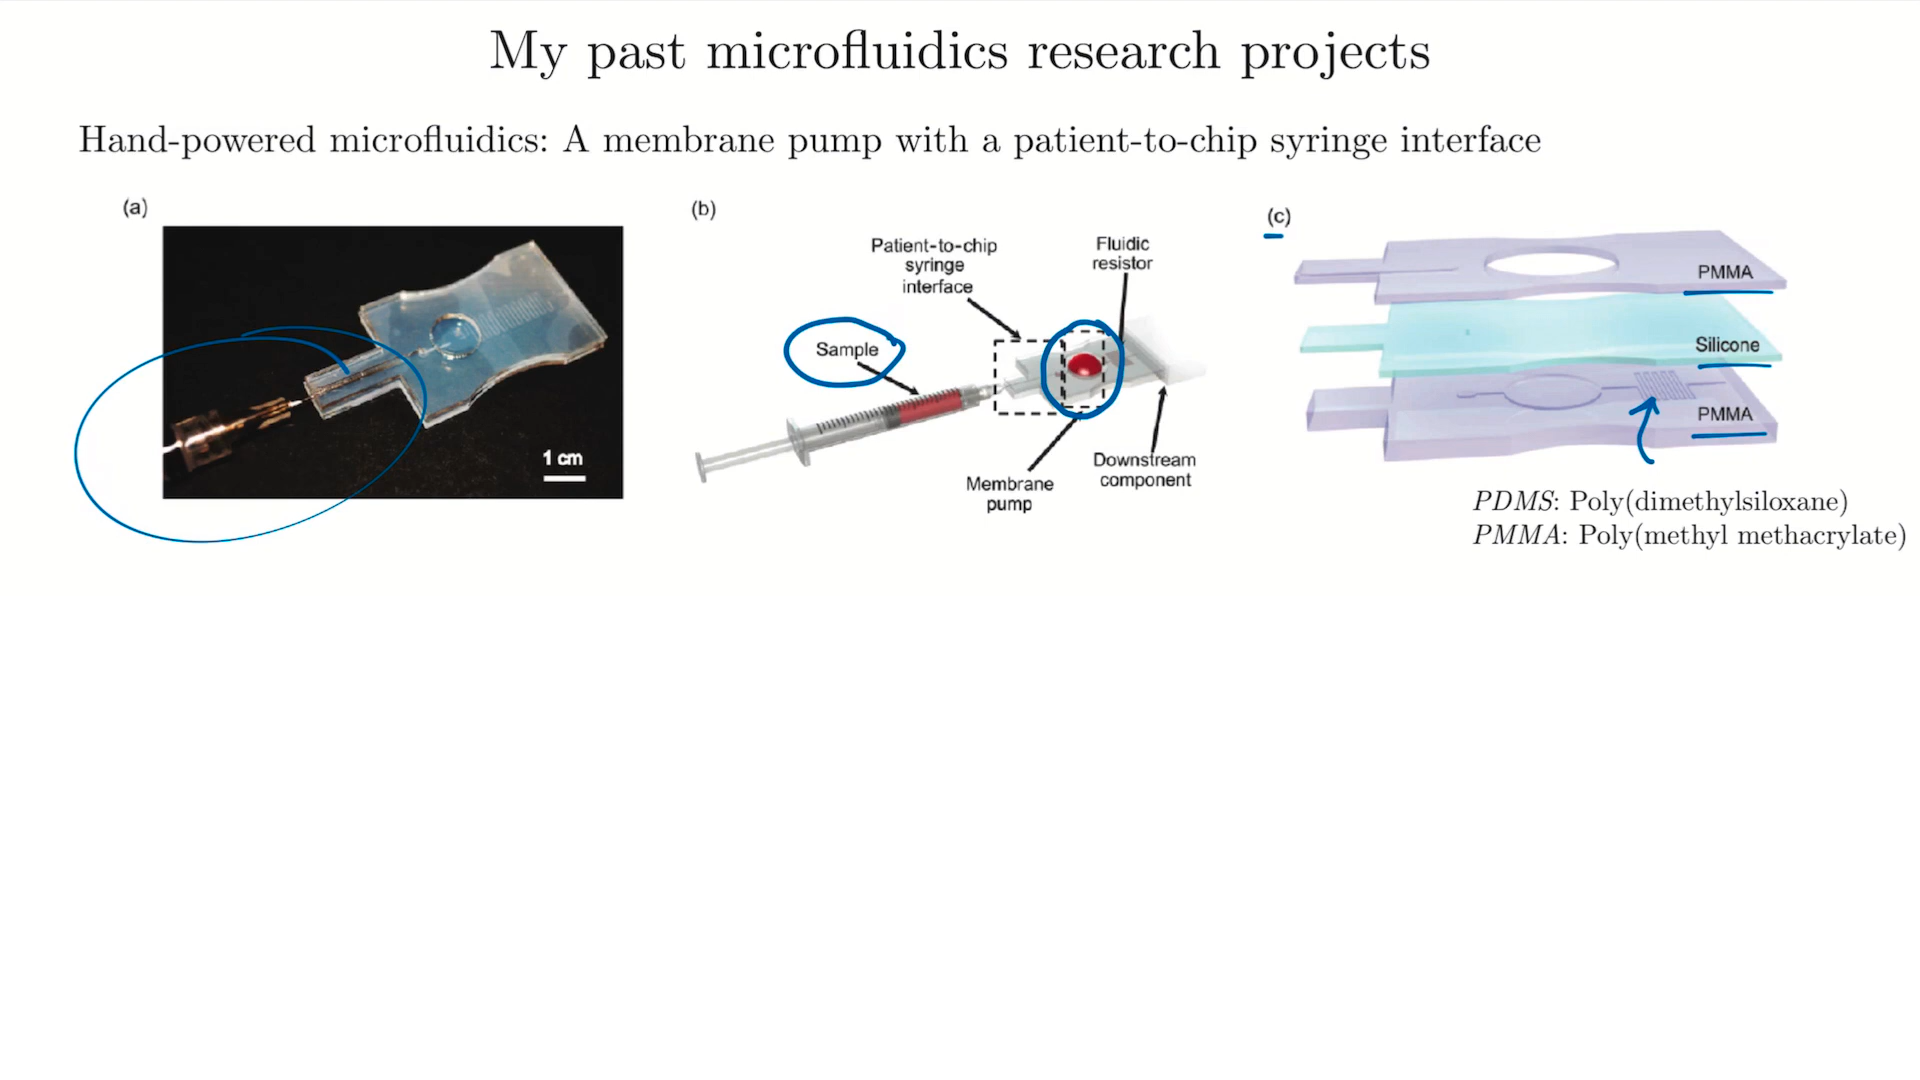 My past microfluidics research projects
Hand-powered microfluidics: A membrane pump with a patient-to-chip syringe interface
(a)
1 cm
(b)
Patient-to-chip
syringe
interface
Fluidic
resistor
Sample
Membrane
pump
Downstream
component
(c)
PMMA
Silicone
PMMA
PDMS: Poly(dimethylsiloxane)
PMMA: Poly(methyl methacrylate)